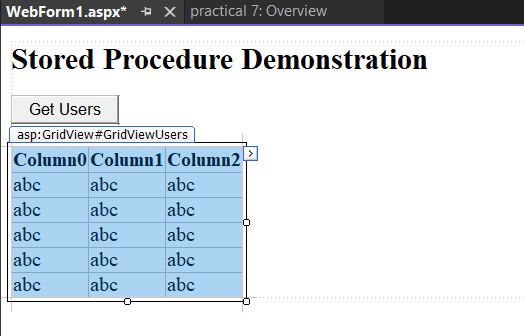 WebForm1.aspx* practical 7: Overview
Stored Procedure Demonstration
Get Users
asp:GridView#GridViewUsers
Column0 Column1 Column2
abc abc abc
abc abc abc
abc abc abc
abc abc abc
abc abc abc